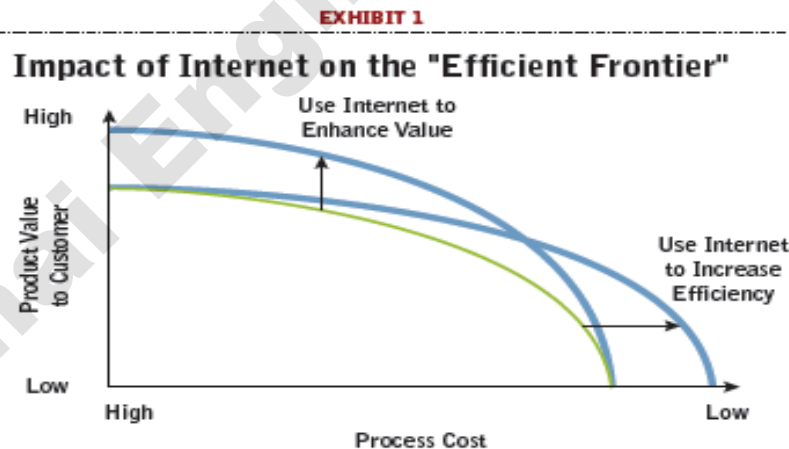 EXHIBIT 1
Impact of Internet on the "Efficient Frontier"
High
Use Internet to
Enhance Value
Product Value
to Customer
Use Internet
to Increase
Efficiency
Low
High
Low
Process Cost